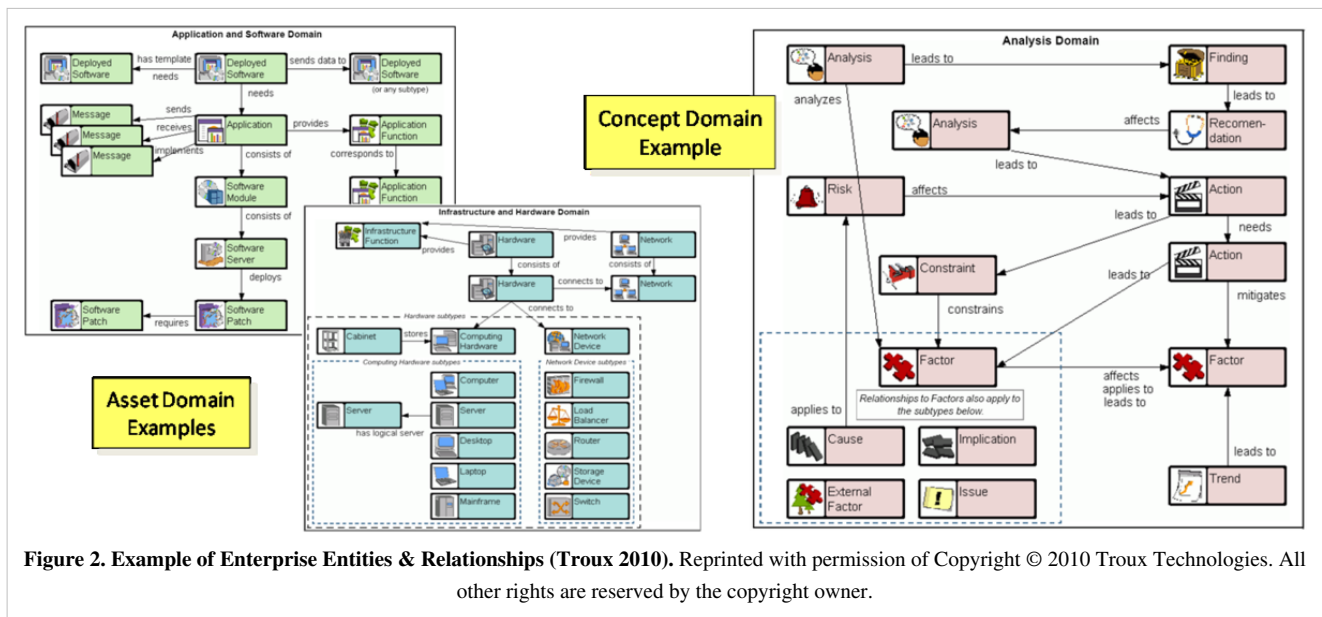 Application and Software Domain
Deployed Software
has template
needs
Deployed Software
sends data to
Deployed Software
(or any subtype)
needs
Message
Message
Message
sends
receives
implements
Application
provides
Application Function
consists of
corresponds to
Software Module
Application Function
consists of
Software Server
deploys
Software Patch
requires
Software Patch
Asset Domain
Examples
Infrastructure and Hardware Domain
Infrastructure Function
provides
Hardware
provides
Network
consists of
consists of
Hardware
connects to
Network
connects to
Hardware subtypes
Cabinet
stores
Computing Hardware
Network Device
Computing Hardware subtypes
Network Device subtypes
Computer
Firewall
Server
has logical server
Server
Load Balancer
Desktop
Router
Laptop
Storage Device
Mainframe
Switch
Concept Domain
Example
Analysis Domain
Analysis
leads to
Finding
analyzes
leads to
Analysis
affects
Recomen-
dation
leads to
Risk
affects
Action
leads to
needs
Constraint
leads to
Action
constrains
mitigates
Factor
affects
applies to
leads to
Factor
Relationships to Factors also apply to
the subtypes below.
applies to
Cause
Implication
leads to
External
Factor
Issue
Trend
Figure 2. Example of Enterprise Entities & Relationships (Troux 2010). Reprinted with permission of Copyright © 2010 Troux Technologies. All
other rights are reserved by the copyright owner.